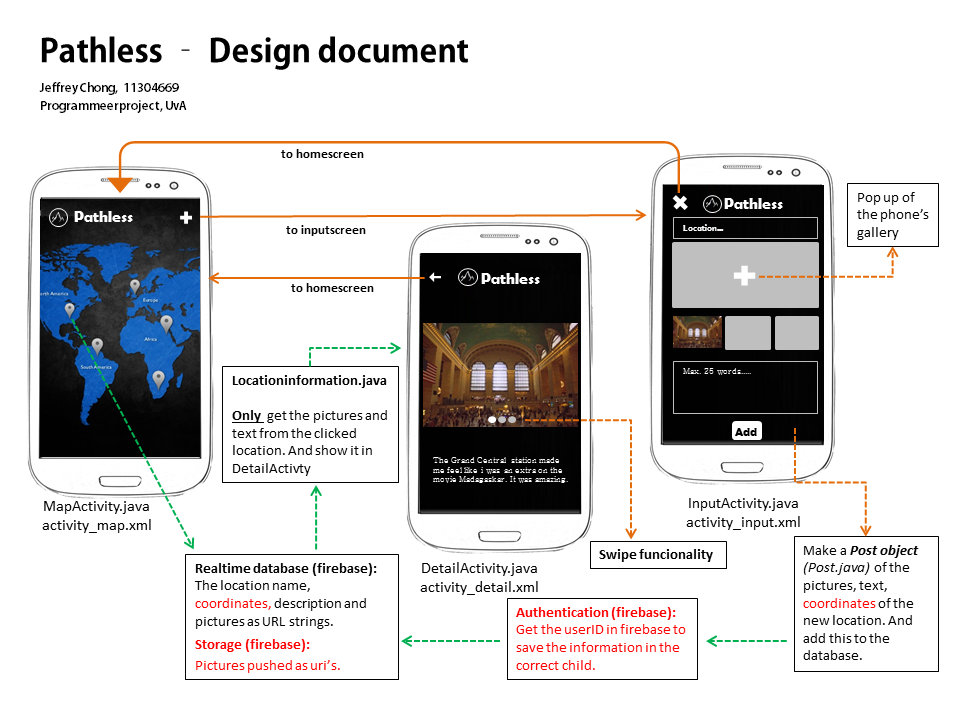 Pathless - Design document
Jeffrey Chong, 11304669
Programmeerproject, UvA
to homescreen
to inputscreen
to homescreen
Pathless
rth America
Europe
Africa
South America
MapActivity.java
activity_map.xml
Locationinformation.java
Only get the pictures and
text from the clicked
location. And show it in
DetailActivty
Pathless
The Grand Central station made
me feel like i was an extra on the
movie Madagaskar. It was amazing.
DetailActivity.java
activity_detail.xml
Pathless
Location...
Max. 25 words.....
Add
InputActivity.java
activity_input.xml
Pop up of
the phone's
gallery
Swipe funcionality
Realtime database (firebase):
The location name,
coordinates, description and
pictures as URL strings.
Storage (firebase):
Pictures pushed as uri's.
Authentication (firebase):
Get the userID in firebase to
save the information in the
correct child.
Make a Post object
(Post.java) of the
pictures, text,
coordinates of the
new location. And
add this to the
database.